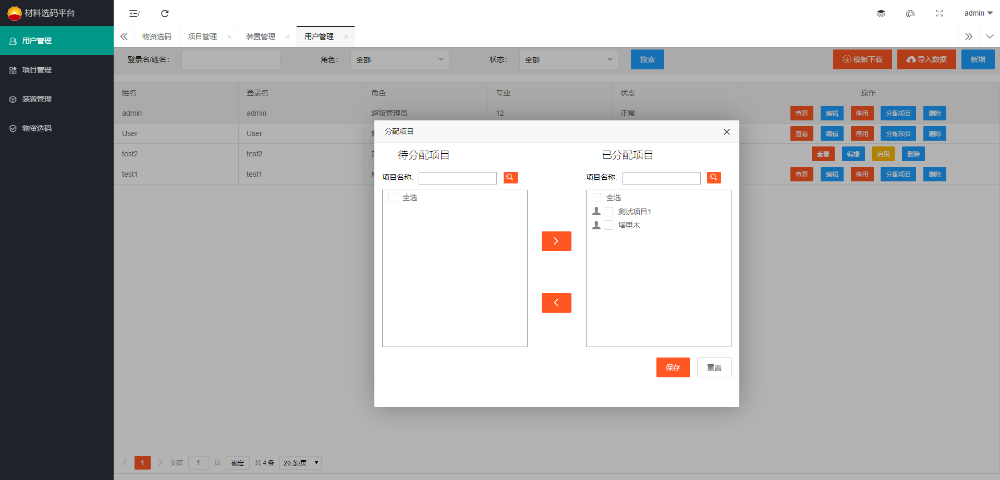 材料选码平台
admin
用户管理
项目管理
装置管理
物资选码
物资选码 项目管理 装置管理 用户管理
登录名/姓名: 角色: 全部 状态: 全部 搜索 模板下载 导入数据 新增
姓名 登录名 角色 专业 状态 操作
admin admin 超级管理员 12 正常 查看 编辑 停用 分配项目 删除
User User 查看 编辑 停用 分配项目 删除
test2 test2 查看 编辑 启用 删除
test1 test1 查看 编辑 停用 分配项目 删除
分配项目
待分配项目 已分配项目
项目名称: 项目名称:
全选 全选
测试项目1
塔里木
保存 重置
1 到第 1 页 确定 共 4 条 20 条/页